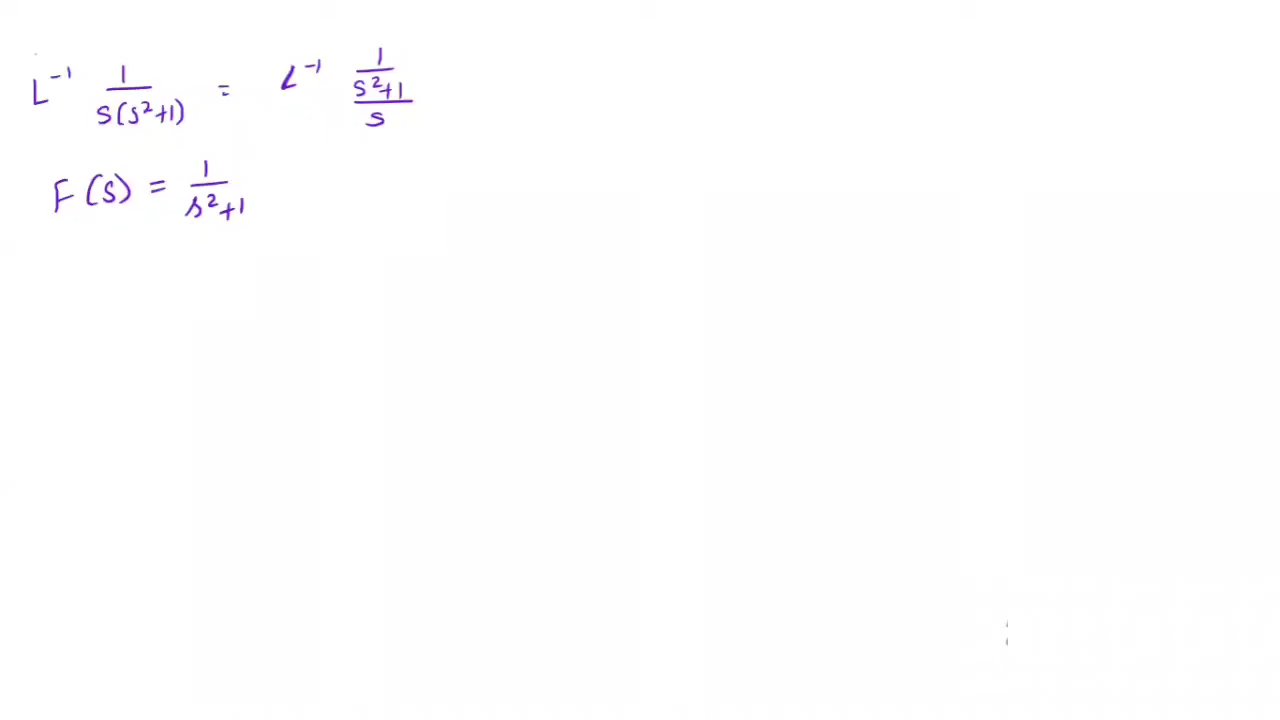 L⁻¹ 1/(s(s²+1)) = L⁻¹ (1/(s²+1))/s
F(s) = 1/(s²+1)